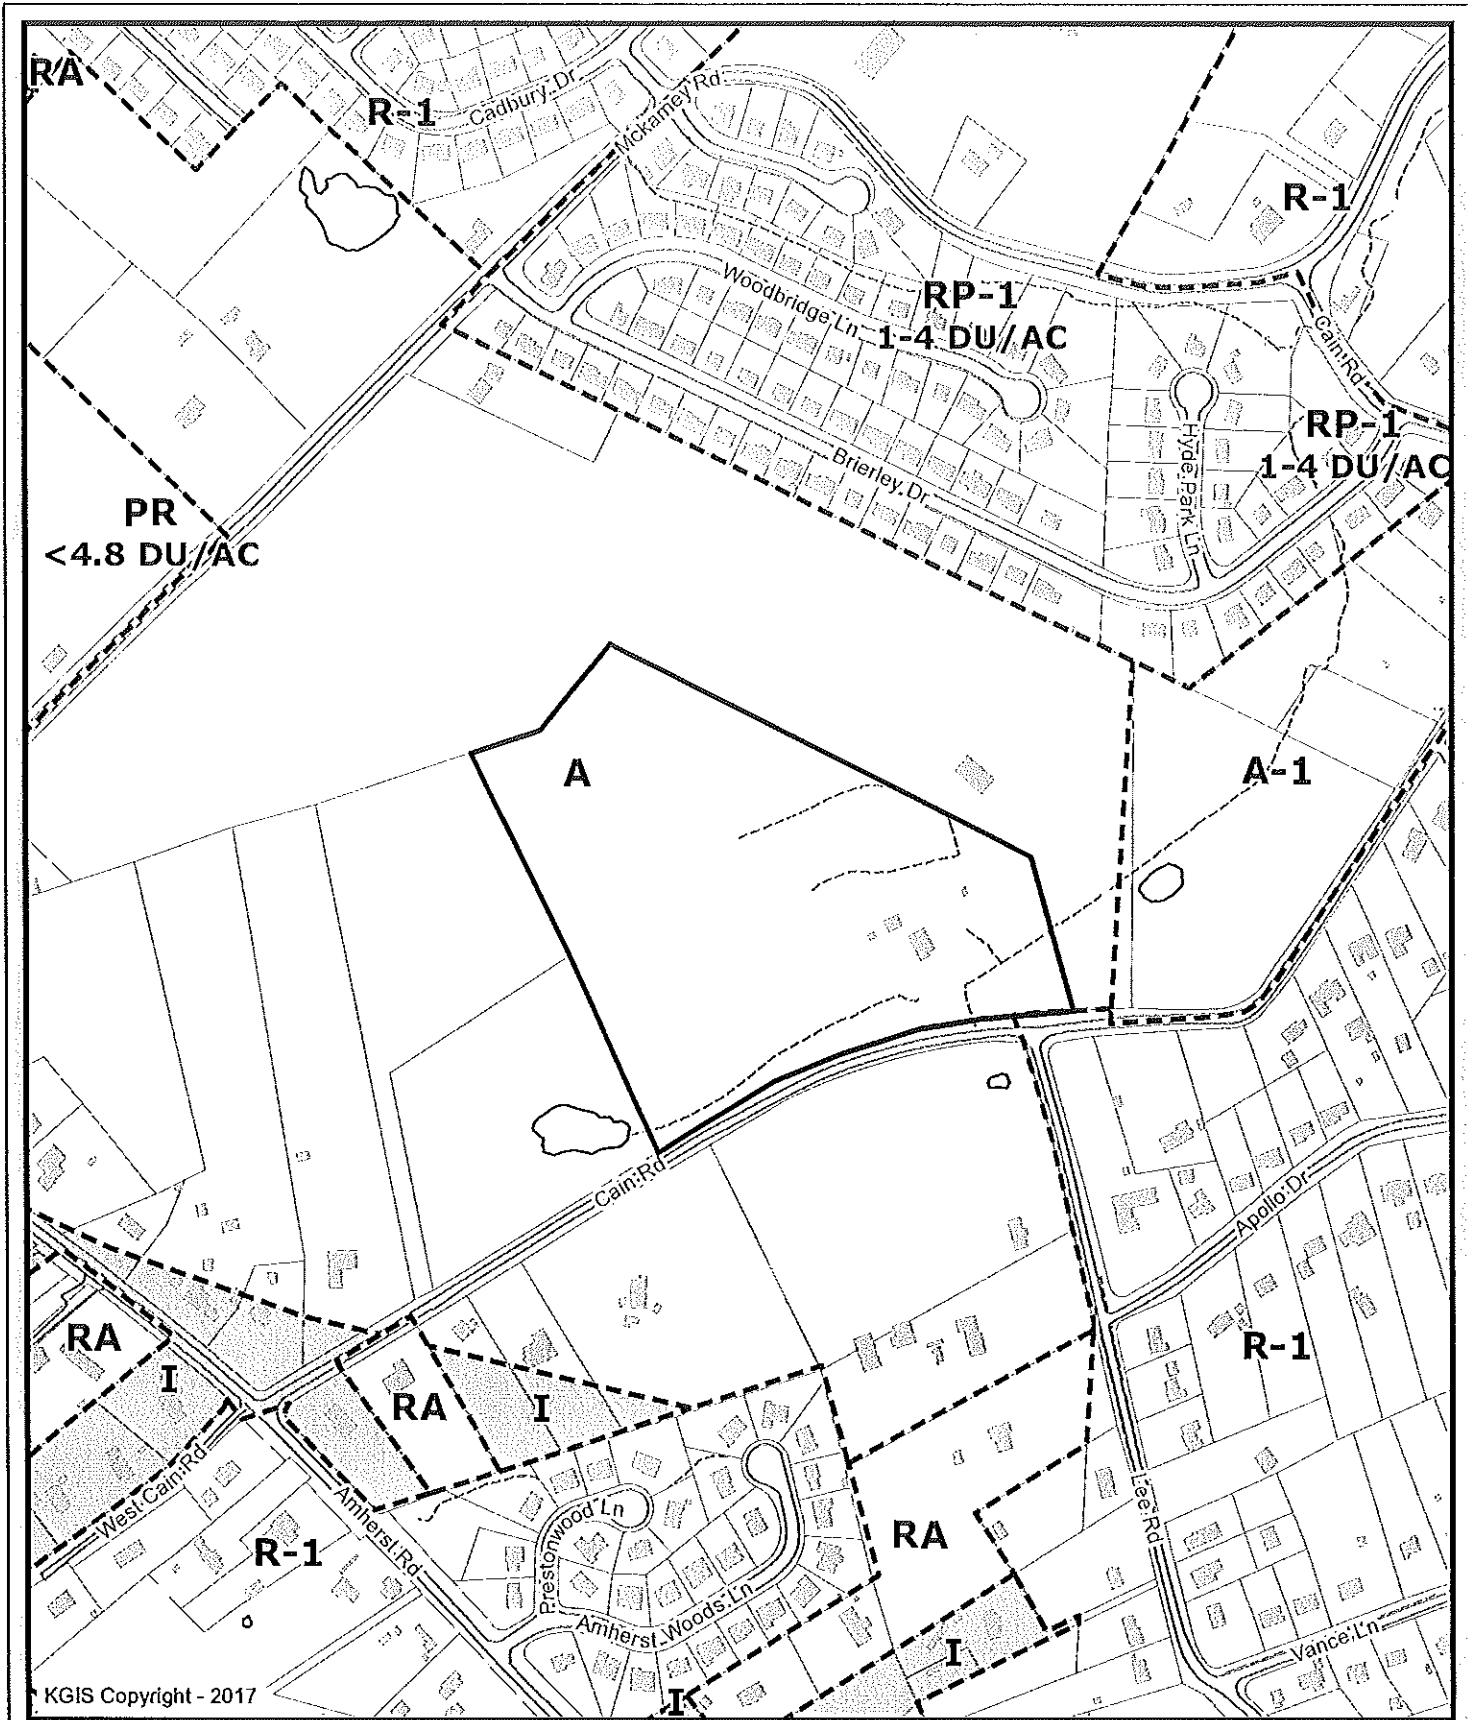 RA
R-1
Cadbury Dr
Mckamey Rd
R-1
Woodbridge Ln
RP-1
1-4 DU/AC
Cain Rd
RP-1
1-4 DU/AC
Hyde Park Ln
Brierley Dr
PR
<4.8 DU/AC
A
A-1
Cain Rd
Apollo Dr
RA
I
RA
I
R-1
West Cain Rd
Amherst Rd
R-1
Prestonwood Ln
RA
Lee Rd
Amherst Woods Ln
I
Vance Ln
KGIS Copyright - 2017
I